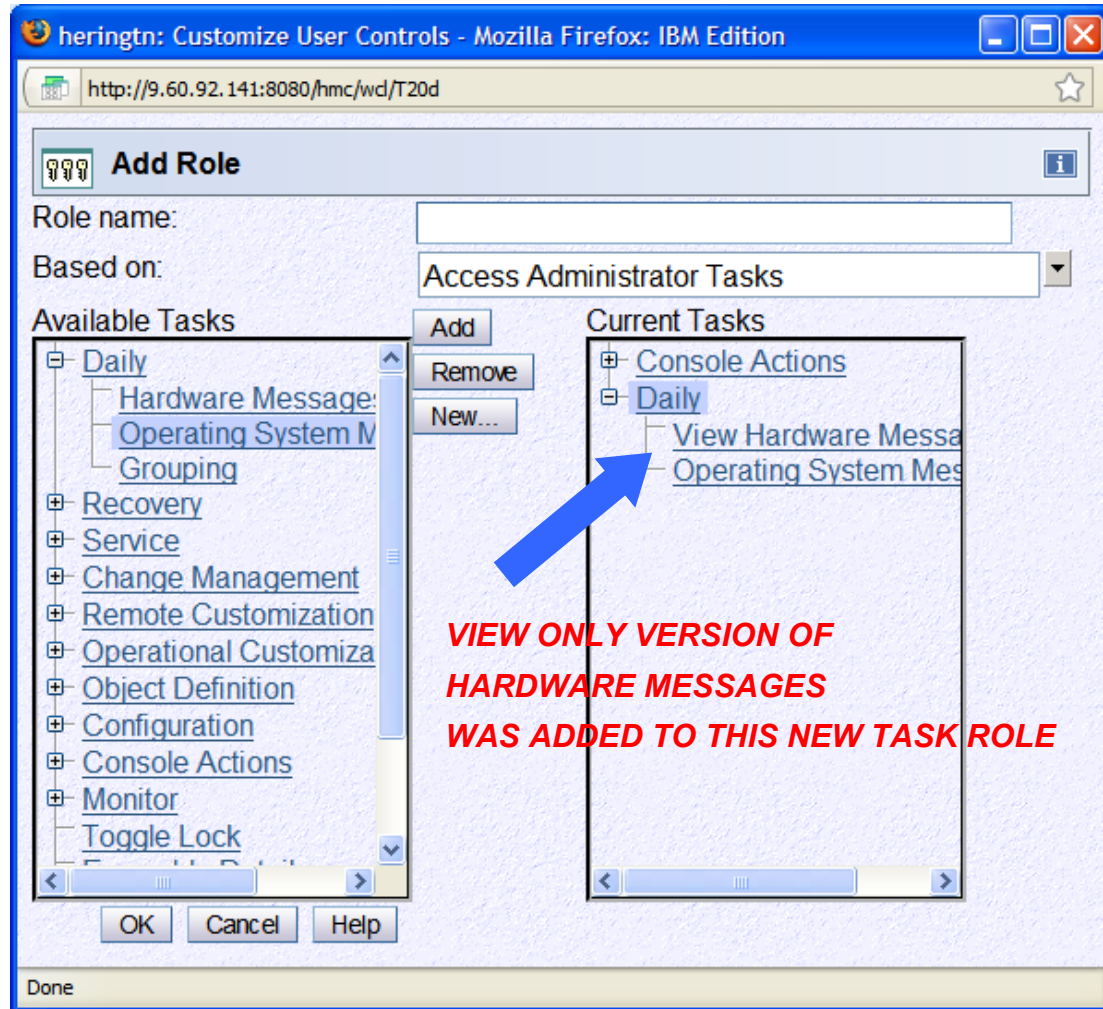 heringtn: Customize User Controls - Mozilla Firefox: IBM Edition
http://9.60.92.141:8080/hmc/wcl/T20d
Add Role
Role name:
Based on:
Access Administrator Tasks
Available Tasks
Daily
Hardware Message
Operating System M
Grouping
Recovery
Service
Change Management
Remote Customization
Operational Customiza
Object Definition
Configuration
Console Actions
Monitor
Toggle Lock
Add
Remove
New...
Current Tasks
Console Actions
Daily
View Hardware Messa
Operating System Mes
VIEW ONLY VERSION OF
HARDWARE MESSAGES
WAS ADDED TO THIS NEW TASK ROLE
OK Cancel Help
Done